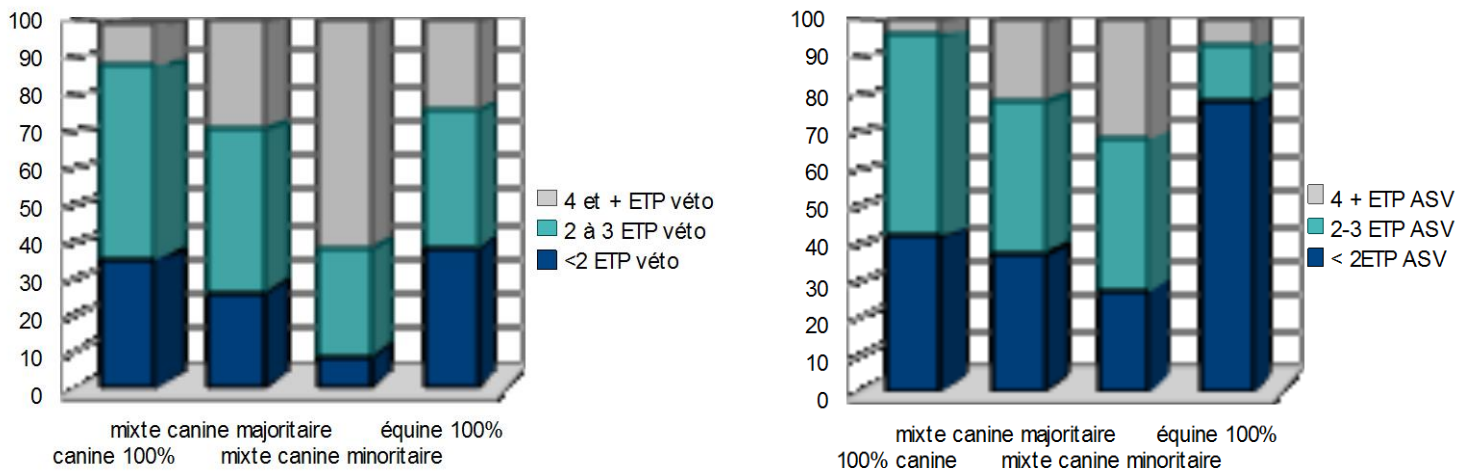 100
90
80
70
60
50
40
30
20
10
0
mixte canine majoritaire équine 100%
canine 100% mixte canine minoritaire
4 et + ETP véto
2 à 3 ETP véto
<2 ETP véto
100
90
80
70
60
50
40
30
20
10
0
mixte canine majoritaire équine 100%
100% canine mixte canine minoritaire
4 + ETP ASV
2-3 ETP ASV
< 2ETP ASV